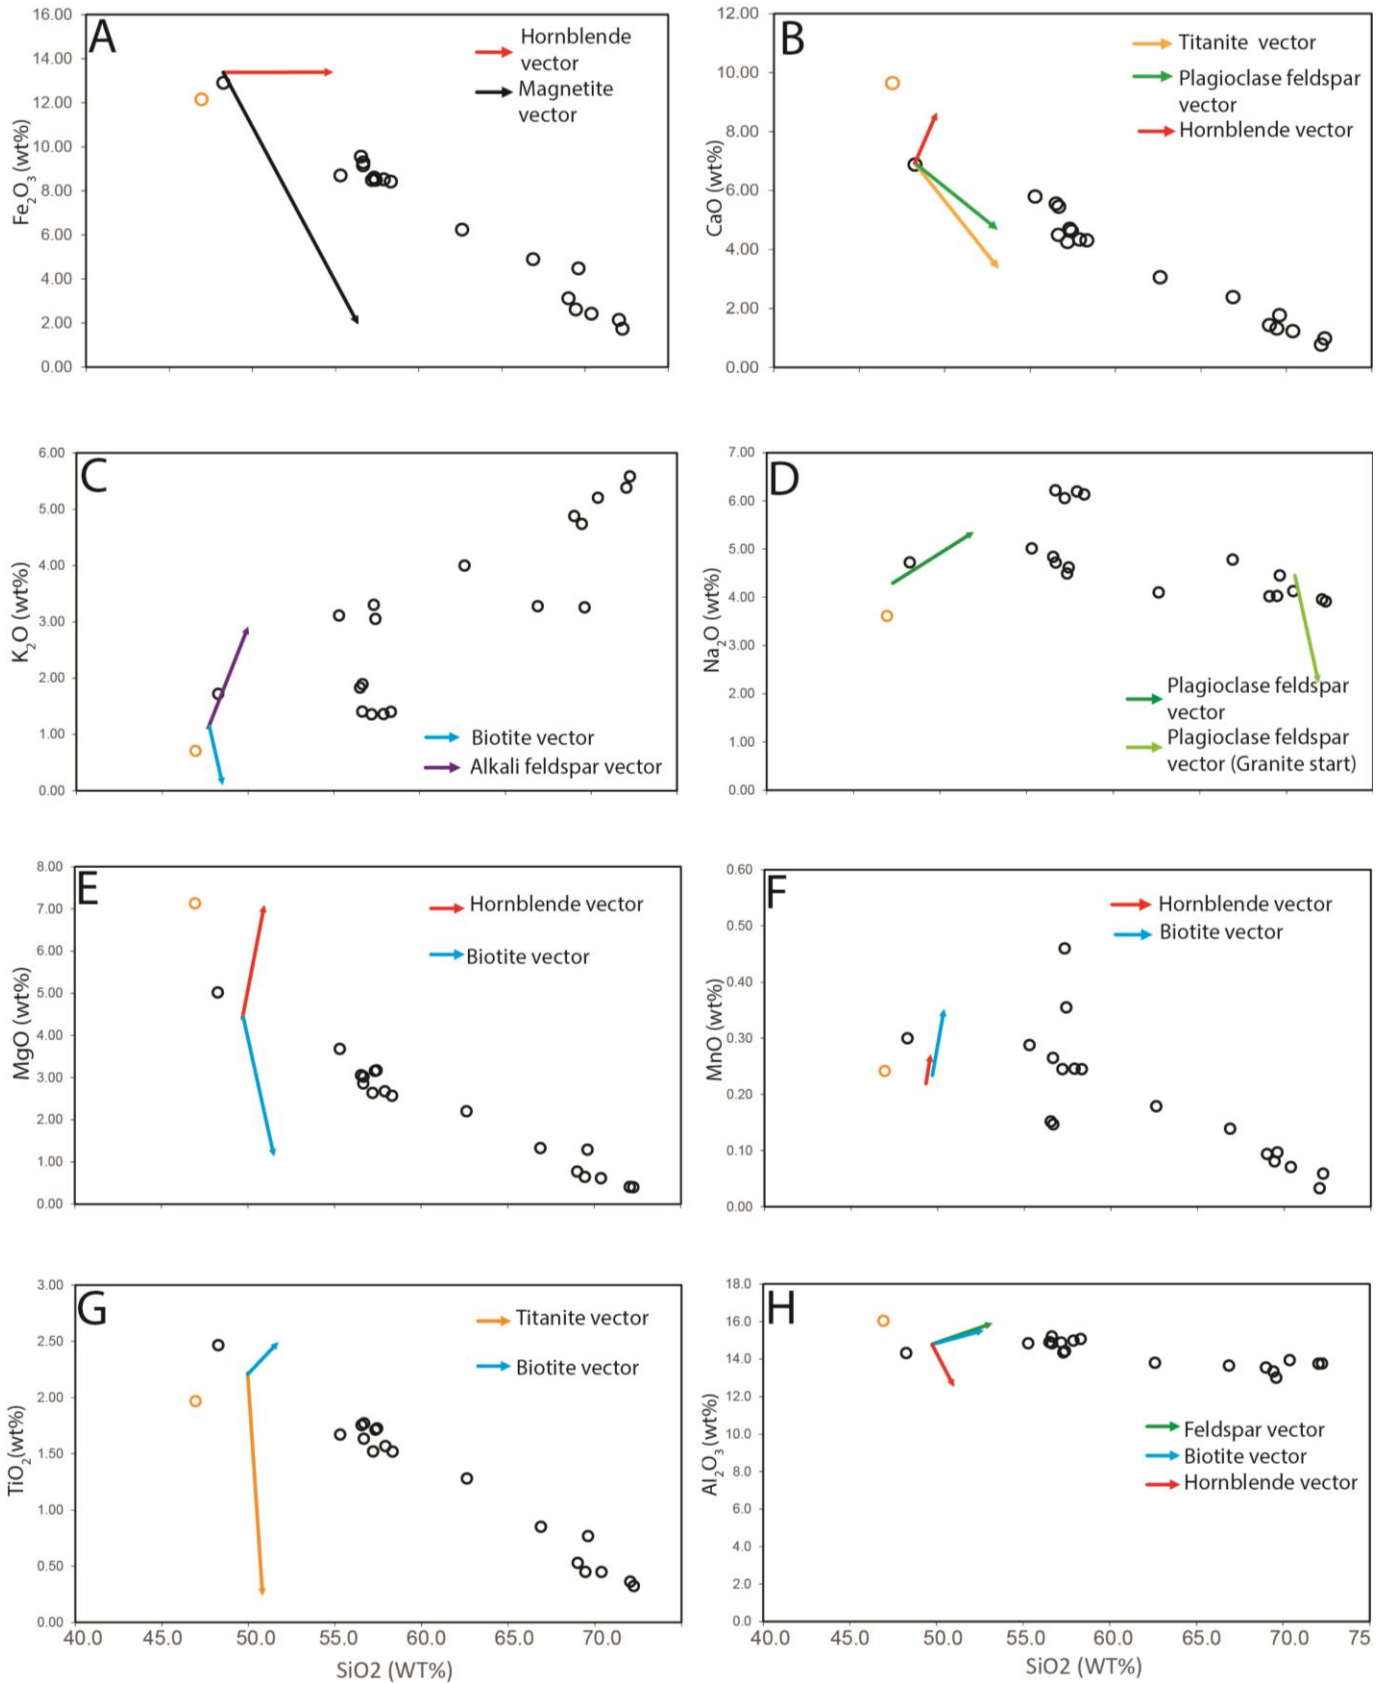 A
Hornblende
vector
Magnetite
vector
Fe2O3 (wt%)
16.00
14.00
12.00
10.00
8.00
6.00
4.00
2.00
0.00
B
Titanite vector
Plagioclase feldspar
vector
Hornblende vector
CaO (wt%)
12.00
10.00
8.00
6.00
4.00
2.00
0.00
C
Biotite vector
Alkali feldspar vector
K2O (wt%)
6.00
5.00
4.00
3.00
2.00
1.00
0.00
D
Plagioclase feldspar
vector
Plagioclase feldspar
vector (Granite start)
Na2O (wt%)
7.00
6.00
5.00
4.00
3.00
2.00
1.00
0.00
E
Hornblende vector
Biotite vector
MgO (wt%)
8.00
7.00
6.00
5.00
4.00
3.00
2.00
1.00
0.00
F
Hornblende vector
Biotite vector
MnO (wt%)
0.60
0.50
0.40
0.30
0.20
0.10
0.00
G
Titanite vector
Biotite vector
TiO2(wt%)
3.00
2.50
2.00
1.50
1.00
0.50
0.00
40.0 45.0 50.0 55.0 60.0 65.0 70.0
SiO2 (WT%)
H
Feldspar vector
Biotite vector
Hornblende vector
Al2O3 (wt%)
18.0
16.0
14.0
12.0
10.0
8.0
6.0
4.0
2.0
0.0
40.0 45.0 50.0 55.0 60.0 65.0 70.0 75
SiO2 (WT%)